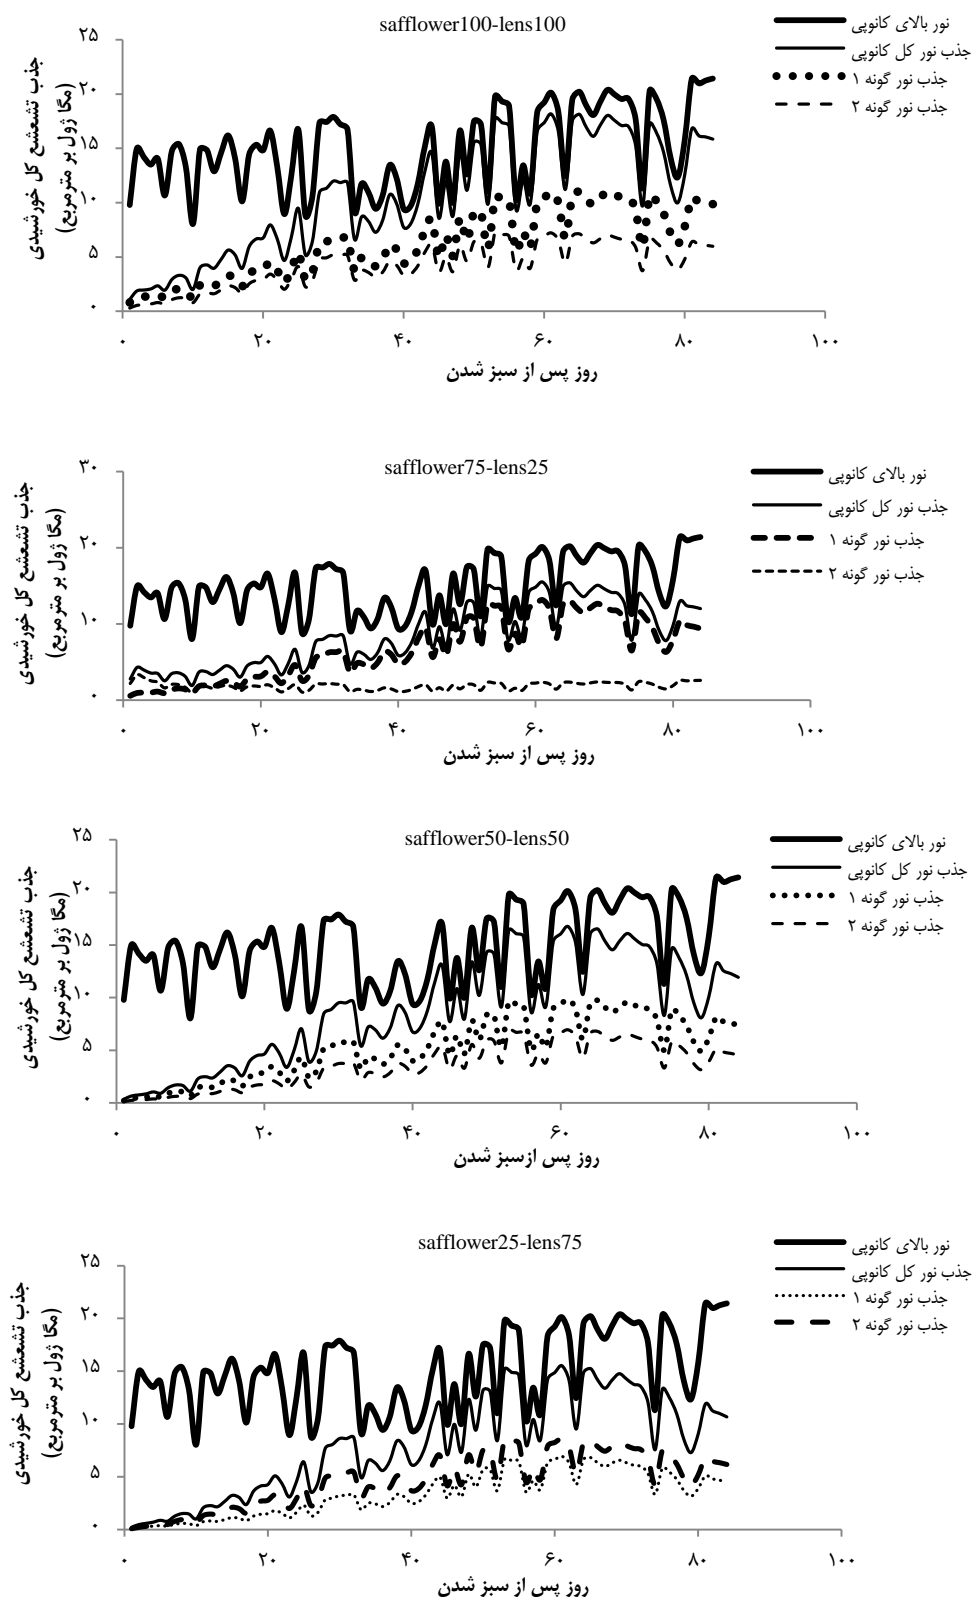 safflower100-lens100
نور بالای کانوپی
جذب نور کل کانوپی
جذب نور گونه ۱
جذب نور گونه ۲
جذب تشعشع کل خورشیدی
(مگا ژول بر مترمربع)
۲۵
۲۰
۱۵
۱۰
۵
۰
۰ ۲۰ ۴۰ ۶۰ ۸۰ ۱۰۰
روز پس از سبز شدن
safflower75-lens25
نور بالای کانوپی
جذب نور کل کانوپی
جذب نور گونه ۱
جذب نور گونه ۲
جذب تشعشع کل خورشیدی
(مگا ژول بر مترمربع)
۳۰
۲۰
۱۰
۰
۰ ۲۰ ۴۰ ۶۰ ۸۰ ۱۰۰
روز پس از سبز شدن
safflower50-lens50
نور بالای کانوپی
جذب نور کل کانوپی
جذب نور گونه ۱
جذب نور گونه ۲
جذب تشعشع کل خورشیدی
(مگا ژول بر مترمربع)
۲۵
۲۰
۱۵
۱۰
۵
۰
۰ ۲۰ ۴۰ ۶۰ ۸۰ ۱۰۰
روز پس ازسبز شدن
safflower25-lens75
نور بالای کانوپی
جذب نور کل کانوپی
جذب نور گونه ۱
جذب نور گونه ۲
جذب تشعشع کل خورشیدی
(مگا ژول بر مترمربع)
۲۵
۲۰
۱۵
۱۰
۵
۰
۰ ۲۰ ۴۰ ۶۰ ۸۰ ۱۰۰
روز پس از سبز شدن